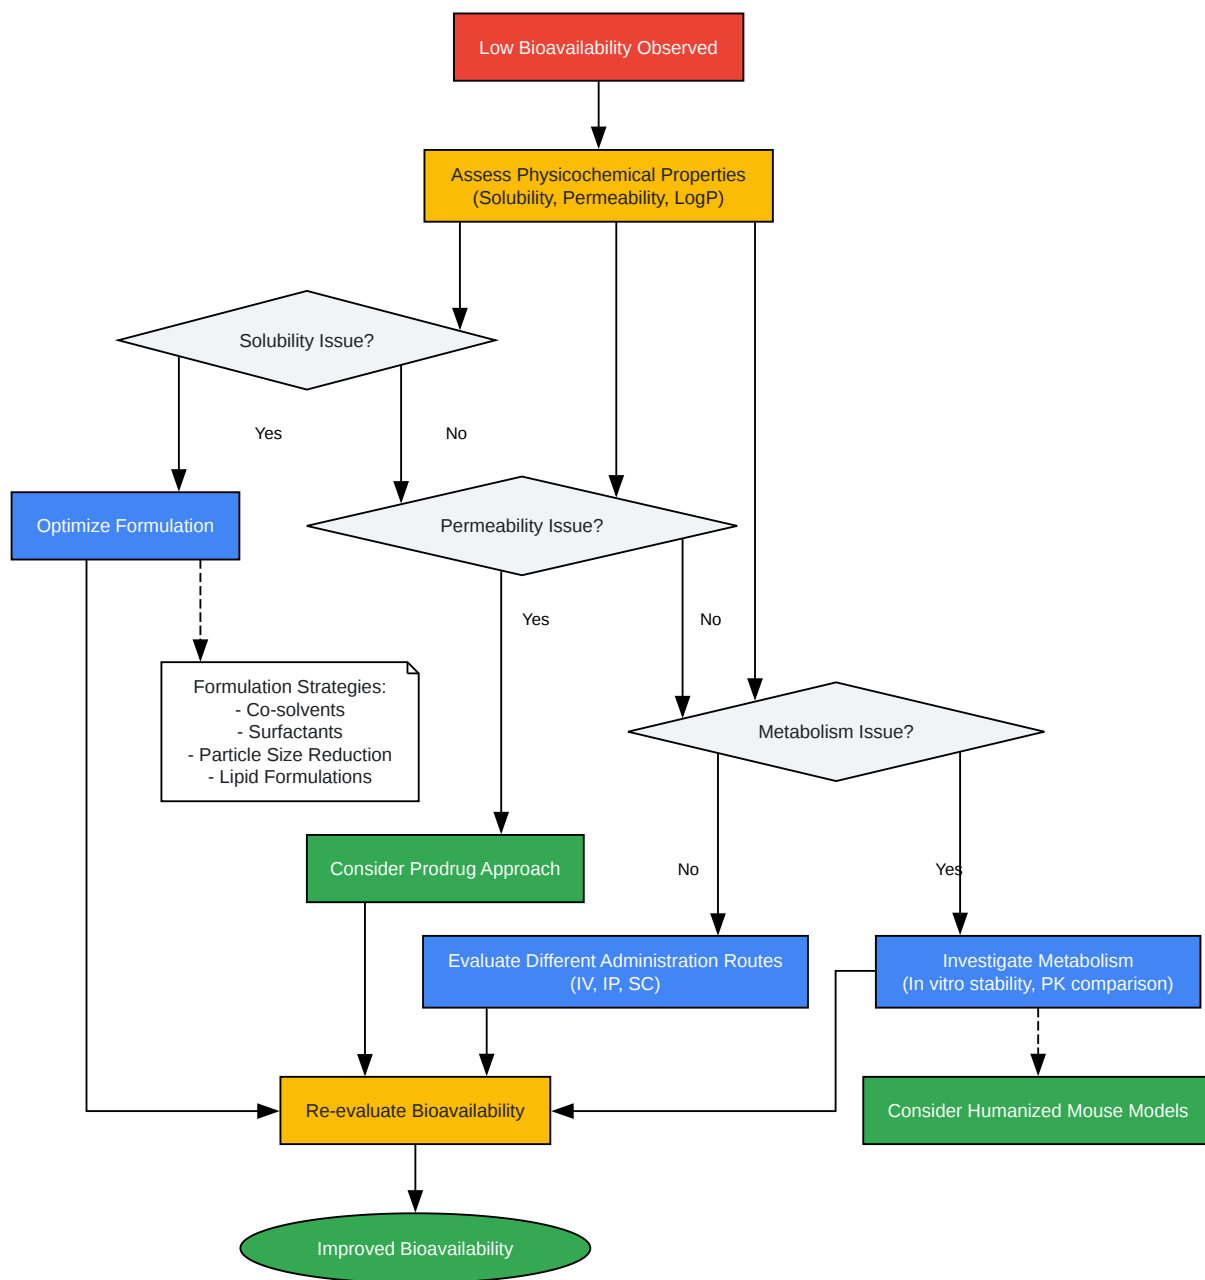 Low Bioavailability Observed
Assess Physicochemical Properties
(Solubility, Permeability, LogP)
Solubility Issue?
Yes
No
Optimize Formulation
Permeability Issue?
Yes
No
Formulation Strategies:
- Co-solvents
- Surfactants
- Particle Size Reduction
- Lipid Formulations
Metabolism Issue?
Consider Prodrug Approach
No
Yes
Evaluate Different Administration Routes
(IV, IP, SC)
Investigate Metabolism
(In vitro stability, PK comparison)
Re-evaluate Bioavailability
Consider Humanized Mouse Models
Improved Bioavailability